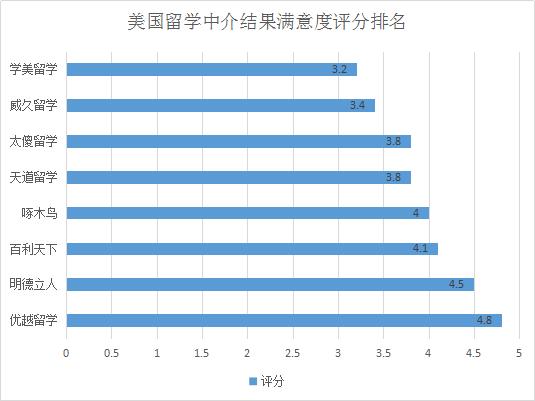 美国留学中介结果满意度评分排名
学美留学 3.2
威久留学 3.4
太傻留学 3.8
天道留学 3.8
啄木鸟 4
百利天下 4.1
明德立人 4.5
优越留学 4.8
0 0.5 1 1.5 2 2.5 3 3.5 4 4.5 5
评分